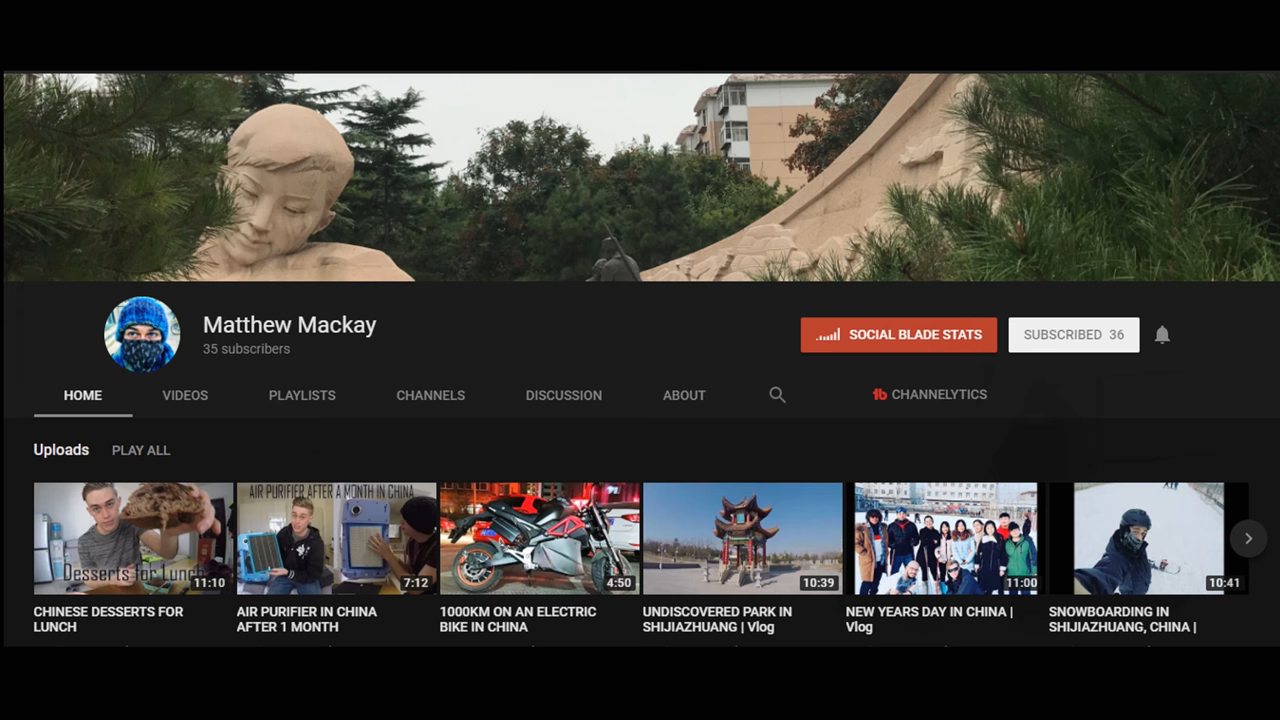 Matthew Mackay
35 subscribers
SOCIAL BLADE STATS
SUBSCRIBED 36
HOME VIDEOS PLAYLISTS CHANNELS DISCUSSION ABOUT CHANNELYTICS
Uploads PLAY ALL
Desserts for Lunch
11:10
AIR PURIFIER AFTER A MONTH IN CHINA
7:12
4:50
10:39
11:00
10:41
CHINESE DESSERTS FOR
LUNCH
AIR PURIFIER IN CHINA
AFTER 1 MONTH
1000KM ON AN ELECTRIC
BIKE IN CHINA
UNDISCOVERED PARK IN
SHIJIAZHUANG | Vlog
NEW YEARS DAY IN CHINA |
Vlog
SNOWBOARDING IN
SHIJIAZHUANG, CHINA |